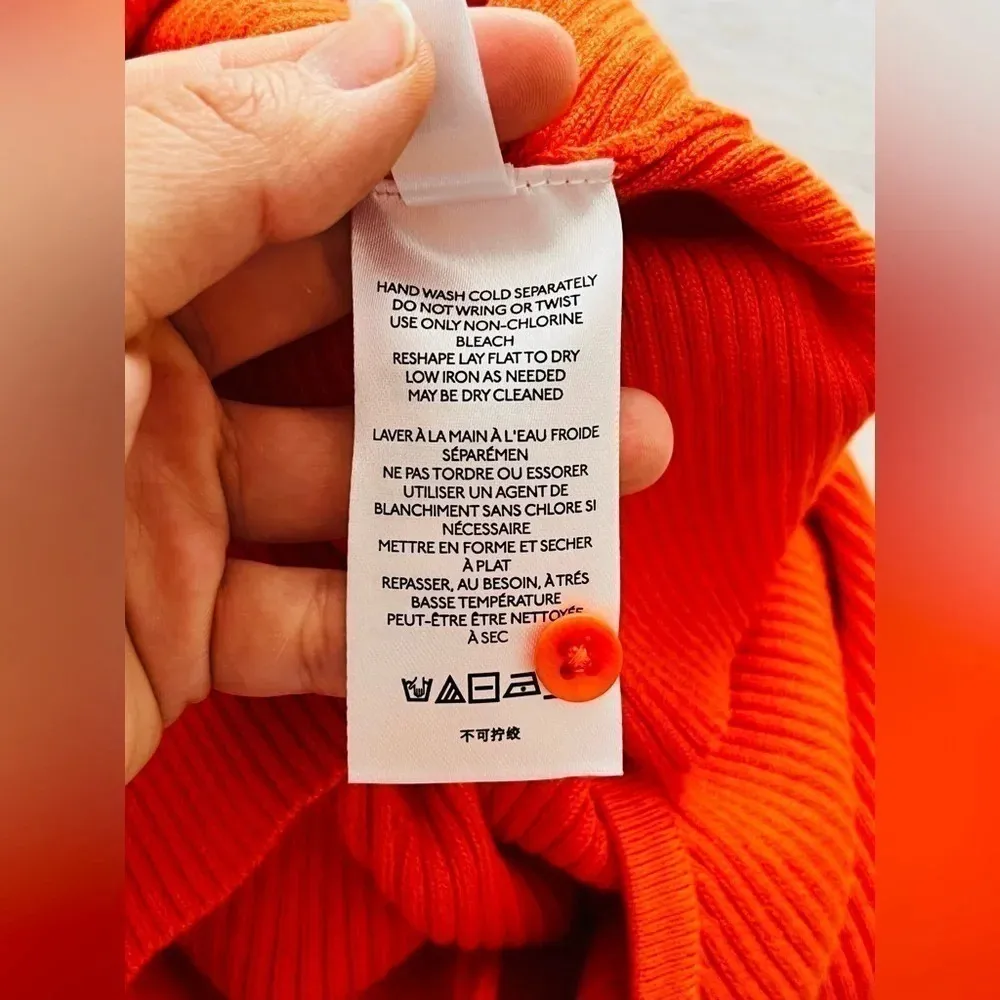 HAND WASH COLD SEPARATELY
DO NOT WRING OR TWIST
USE ONLY NON-CHLORINE
BLEACH
RESHAPE LAY FLAT TO DRY
LOW IRON AS NEEDED
MAY BE DRY CLEANED
LAVER À LA MAIN À L'EAU FROIDE
SÉPARÉMEN
NE PAS TORDRE OU ESSORER
UTILISER UN AGENT DE
BLANCHIMENT SANS CHLORE SI
NÉCESSAIRE
METTRE EN FORME ET SECHER
À PLAT
REPASSER, AU BESOIN, À TRÉS
BASSE TEMPÉRATURE
PEUT-ÊTRE ÊTRE NETTOYÉE
À SEC
不可拧绞